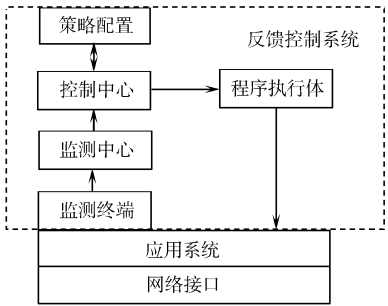 策略配置
反馈控制系统
控制中心
程序执行体
监测中心
监测终端
应用系统
网络接口